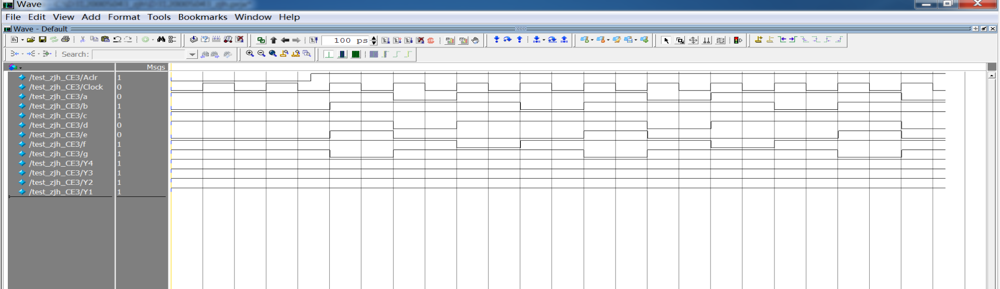 Wave
File Edit View Add Format Tools Bookmarks Window Help
Wave - Default
100 ps
Search:
Msgs
/test_zjh_CE3/Aclr 1
/test_zjh_CE3/Clock 0
/test_zjh_CE3/a 0
/test_zjh_CE3/b 1
/test_zjh_CE3/c 1
/test_zjh_CE3/d 0
/test_zjh_CE3/e 0
/test_zjh_CE3/f 1
/test_zjh_CE3/g 1
/test_zjh_CE3/Y4 1
/test_zjh_CE3/Y3 1
/test_zjh_CE3/Y2 1
/test_zjh_CE3/Y1 1